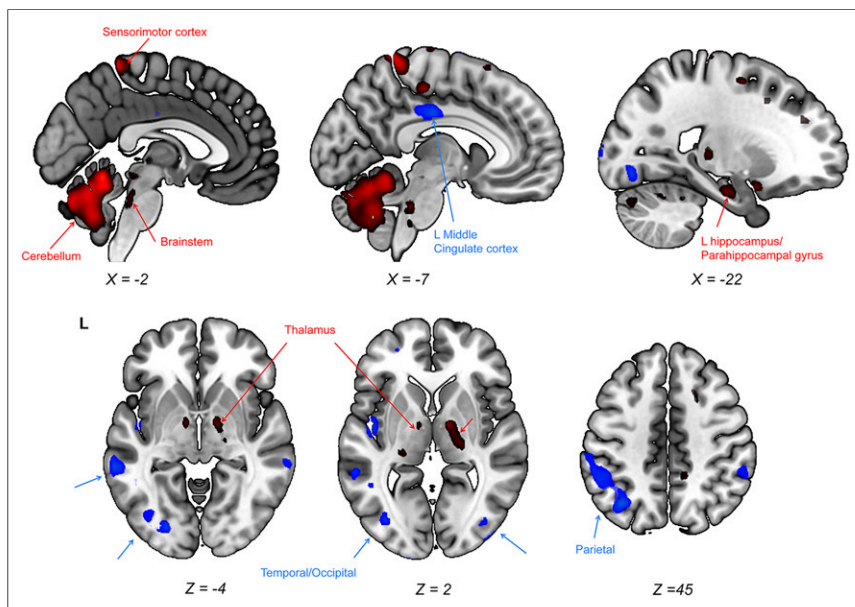 Sensorimotor cortex
Cerebellum
Brainstem
L Middle
Cingulate cortex
L hippocampus/
Parahippocampal gyrus
X = -2
X = -7
X = -22
L
Thalamus
Temporal/Occipital
Parietal
Z = -4
Z = 2
Z =45